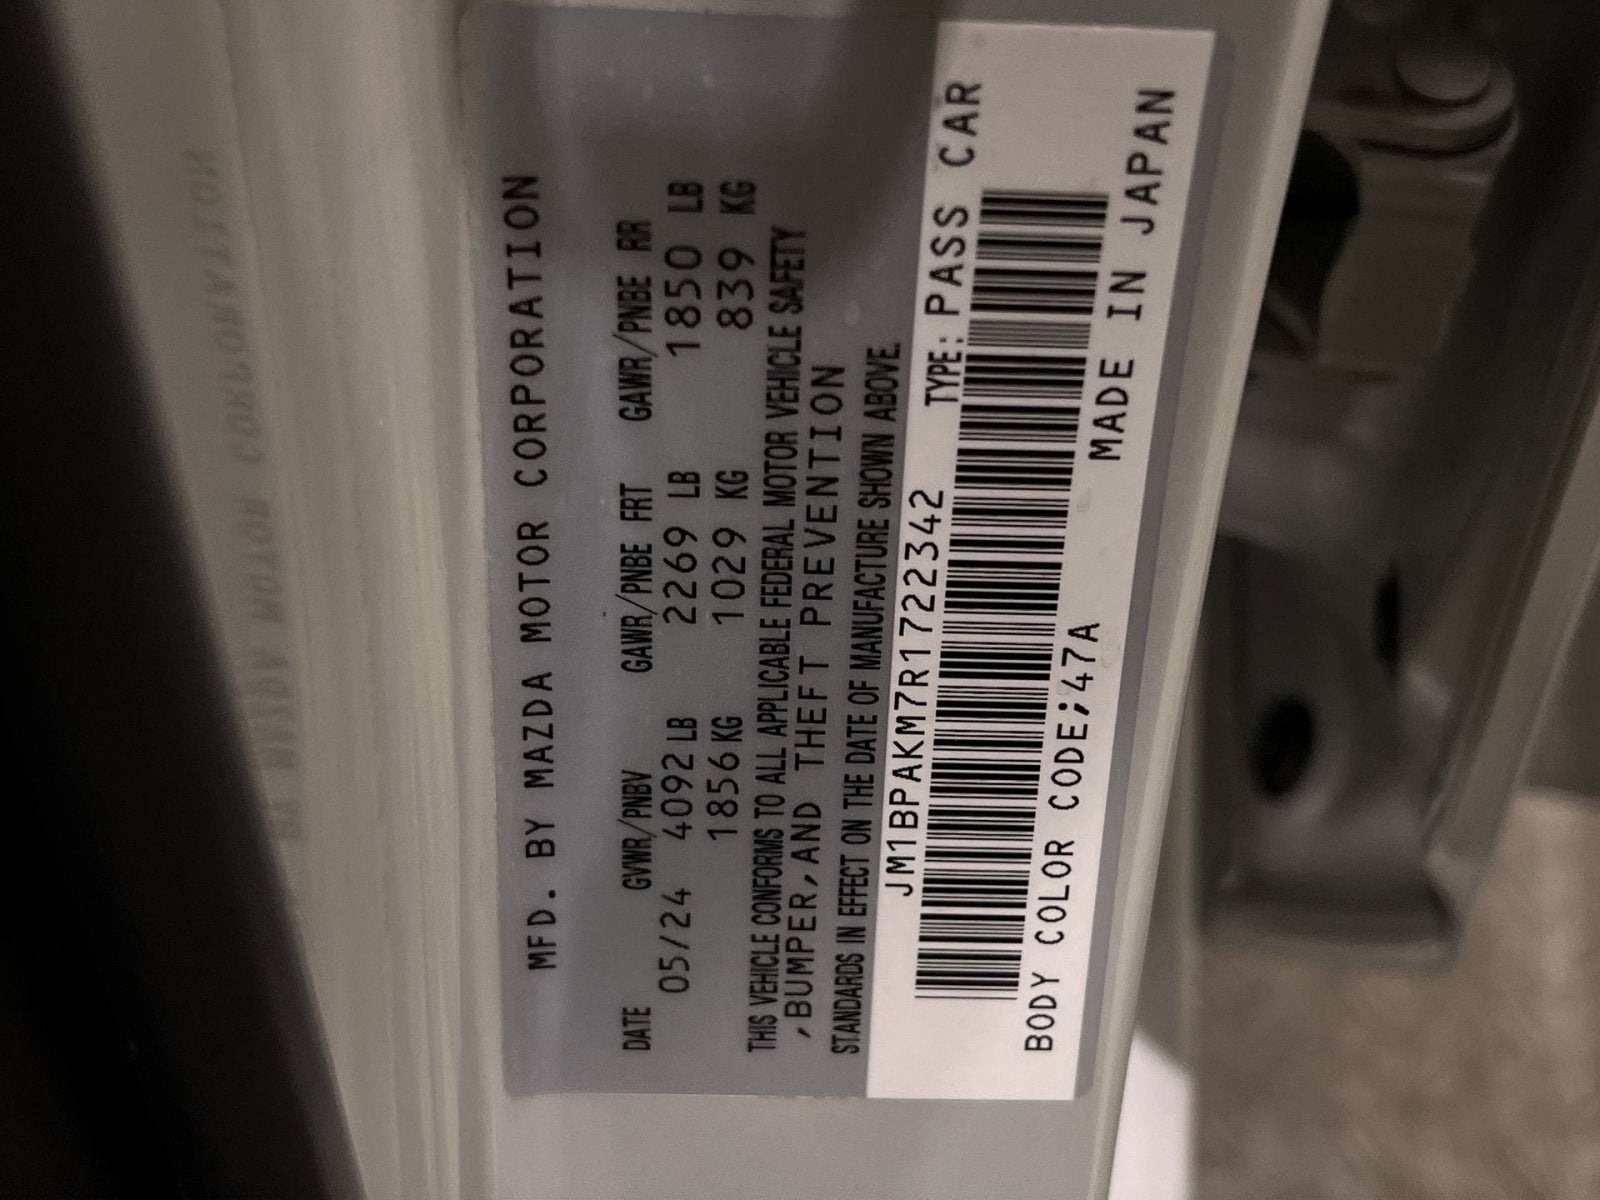 MFD. BY MAZDA MOTOR CORPORATION
DATE GVWR/PNBV GAWR/PNBE FRT GAWR/PNBE RR
05/24 4092 LB 2269 LB 1850 LB
1856 KG 1029 KG 839 KG
THIS VEHICLE CONFORMS TO ALL APPLICABLE FEDERAL MOTOR VEHICLE SAFETY
,BUMPER,AND THEFT PREVENTION
STANDARDS IN EFFECT ON THE DATE OF MANUFACTURE SHOWN ABOVE.
JM1BPAKM7R1722342 TYPE: PASS CAR
BODY COLOR CODE;47A MADE IN JAPAN